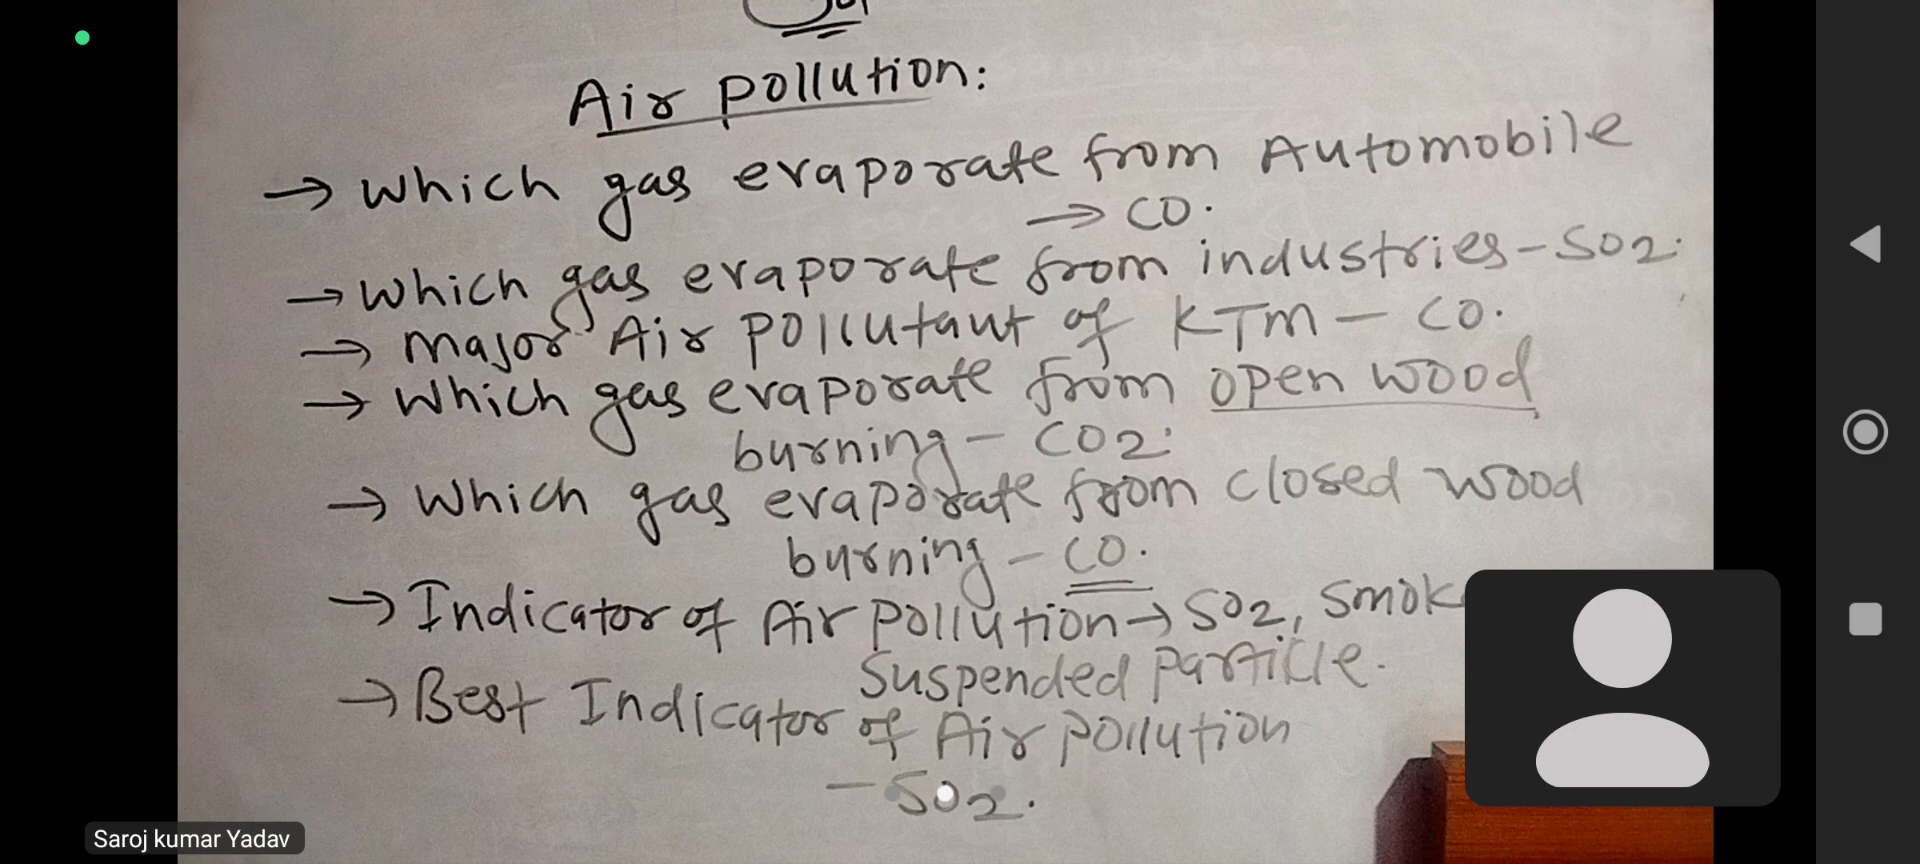 Air pollution:
→ which gas evaporate from Automobile
→ CO.
→ which gas evaporate from industries - SO2.
→ major Air pollutant of KTM - CO.
→ which gas evaporate from open wood
burning - CO2.
→ which gas evaporate from closed wood
burning - CO.
→ Indicator of Air pollution → SO2,
Suspended particle.
→ Best Indicator of Air pollution
- SO2.
Saroj kumar Yadav